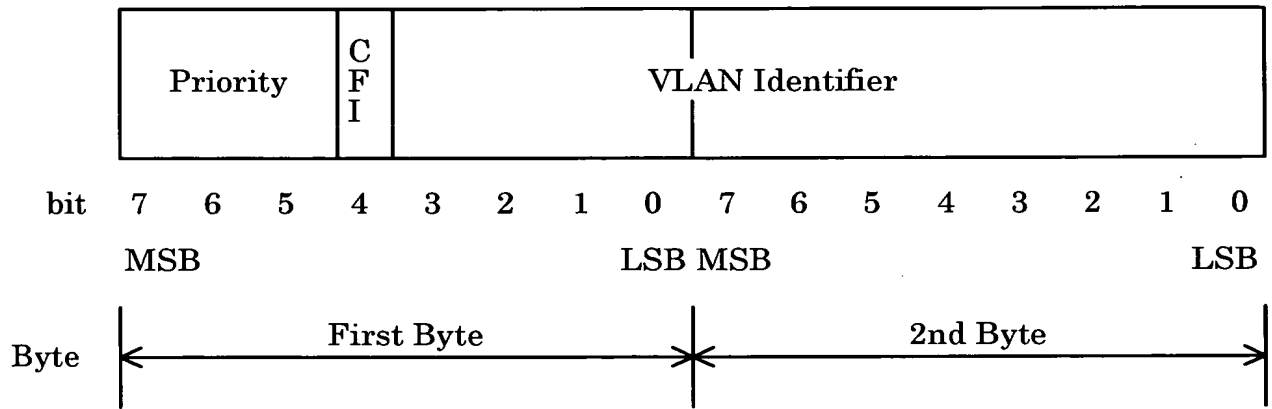 Priority
C
F
I
VLAN Identifier
bit 7 6 5 4 3 2 1 0 7 6 5 4 3 2 1 0
MSB LSB MSB LSB
First Byte 2nd Byte
Byte